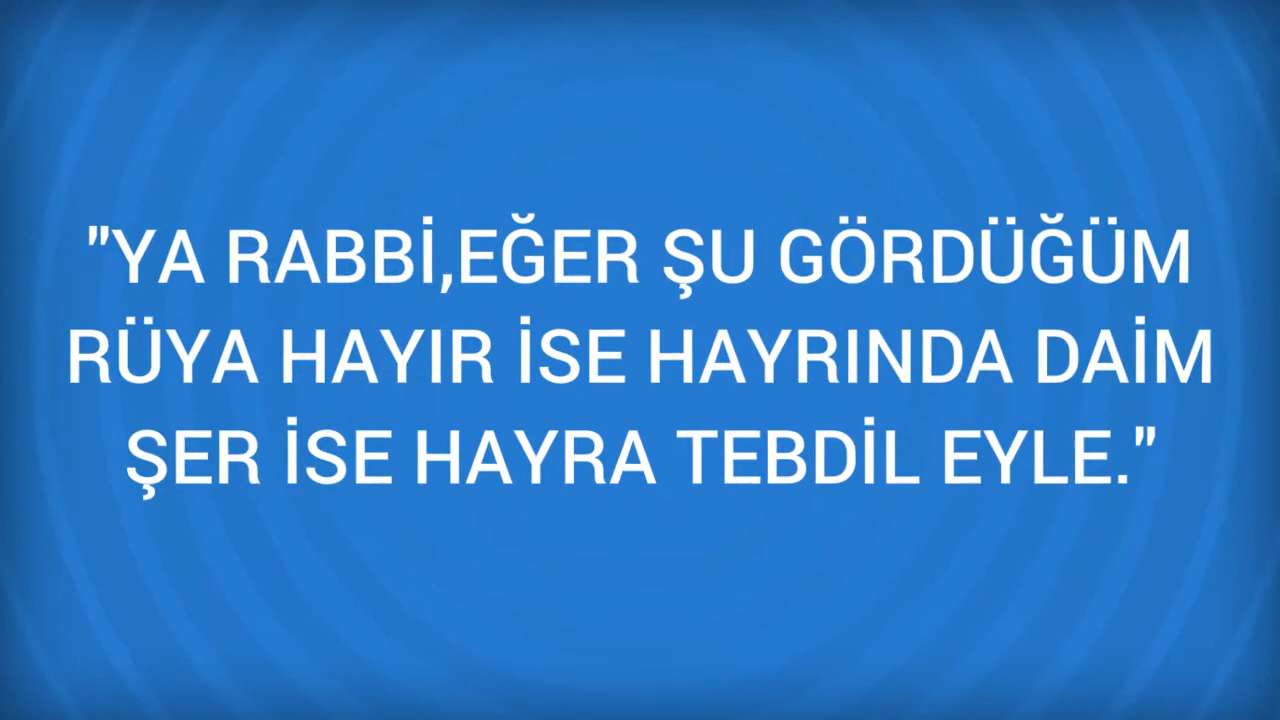 "YA RABBİ,EĞER ŞU GÖRDÜĞÜM
RÜYA HAYIR İSE HAYRINDA DAİM
ŞER İSE HAYRA TEBDİL EYLE."